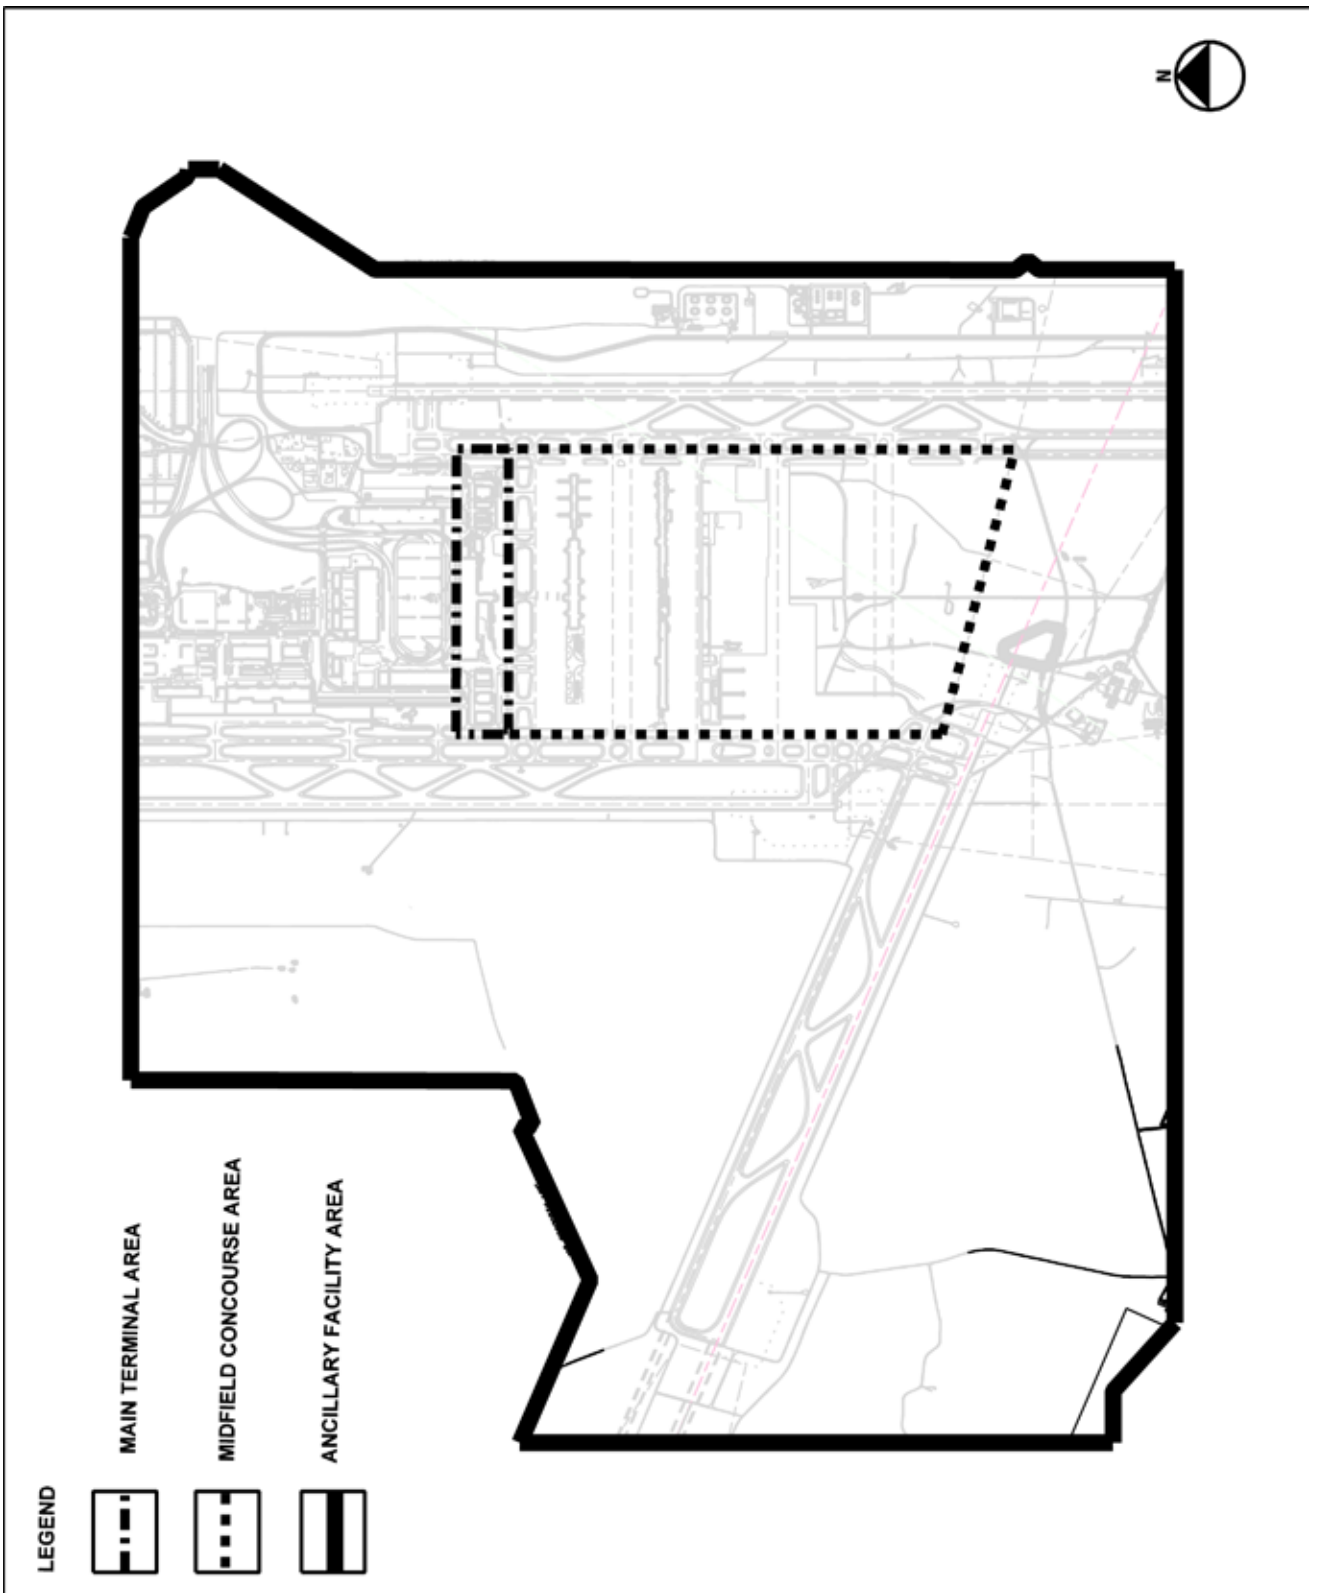 N
LEGEND
MAIN TERMINAL AREA
MIDFIELD CONCOURSE AREA
ANCILLARY FACILITY AREA